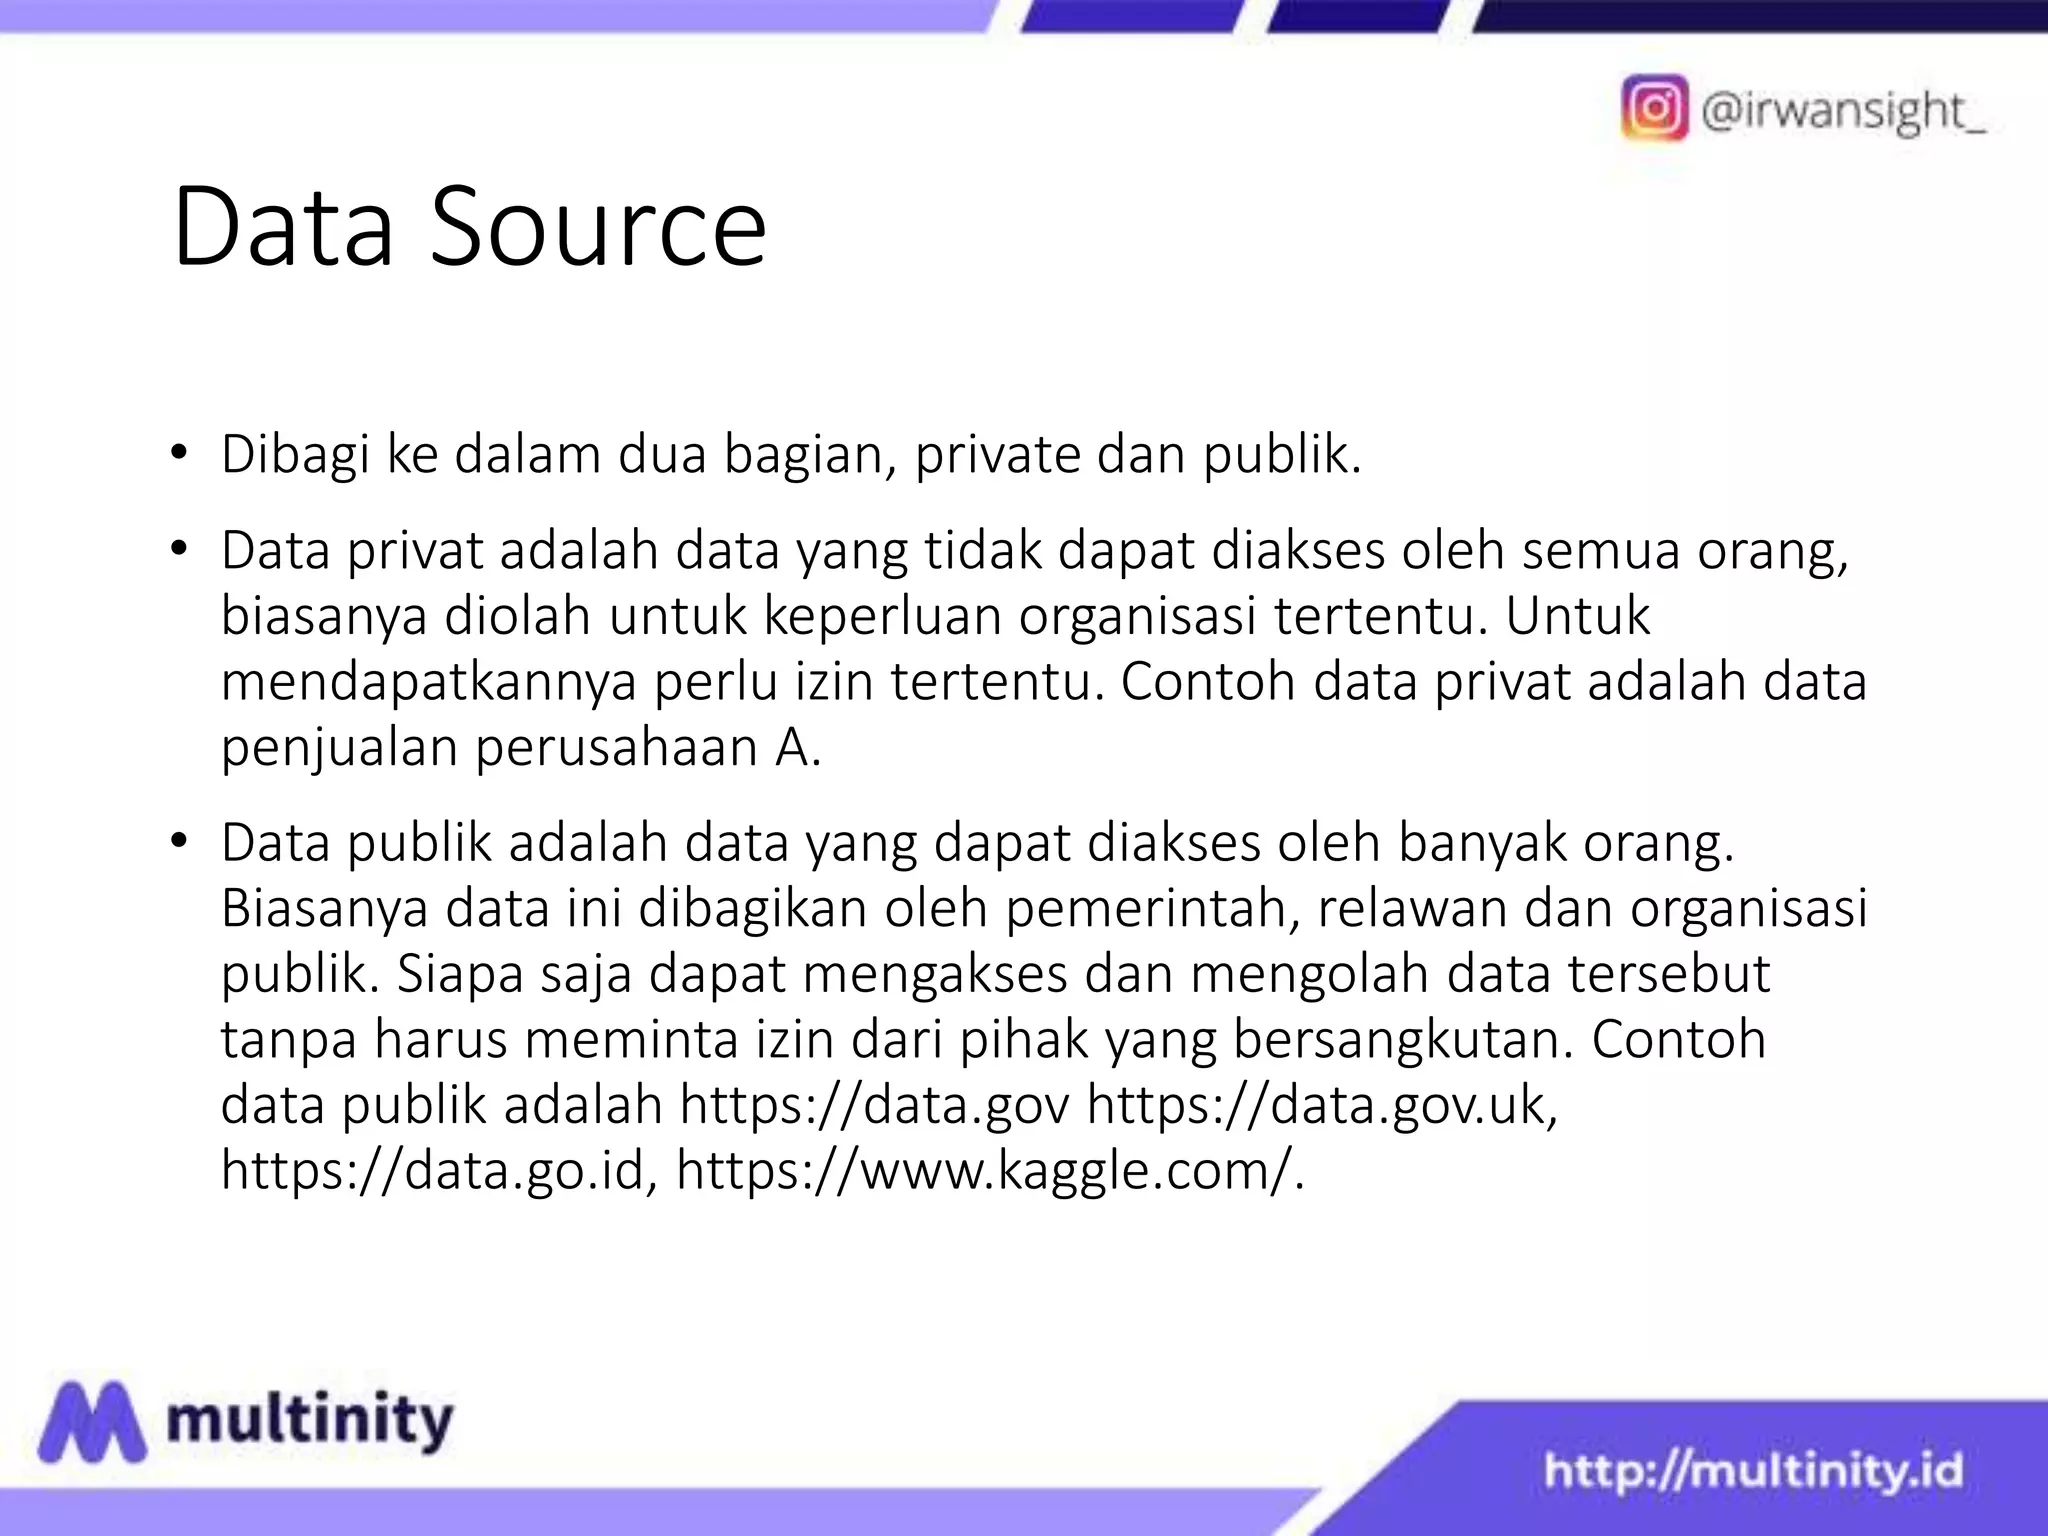 @irwansight_
Data Source
• Dibagi ke dalam dua bagian, private dan publik.
• Data privat adalah data yang tidak dapat diakses oleh semua orang,
biasanya diolah untuk keperluan organisasi tertentu. Untuk
mendapatkannya perlu izin tertentu. Contoh data privat adalah data
penjualan perusahaan A.
• Data publik adalah data yang dapat diakses oleh banyak orang.
Biasanya data ini dibagikan oleh pemerintah, relawan dan organisasi
publik. Siapa saja dapat mengakses dan mengolah data tersebut
tanpa harus meminta izin dari pihak yang bersangkutan. Contoh
data publik adalah https://data.gov https://data.gov.uk,
https://data.go.id, https://www.kaggle.com/.
multinity
http://multinity.id